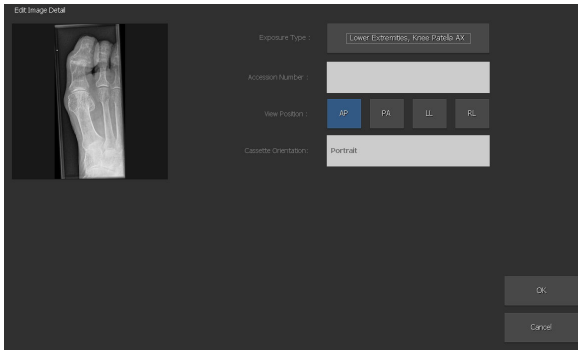 Edit Image Detail
Exposure Type :
Lower Extremities, Knee Patella AX
Accession Number :
View Position :
AP
PA
LL
RL
Cassette Orientation:
Portrait
OK
Cancel